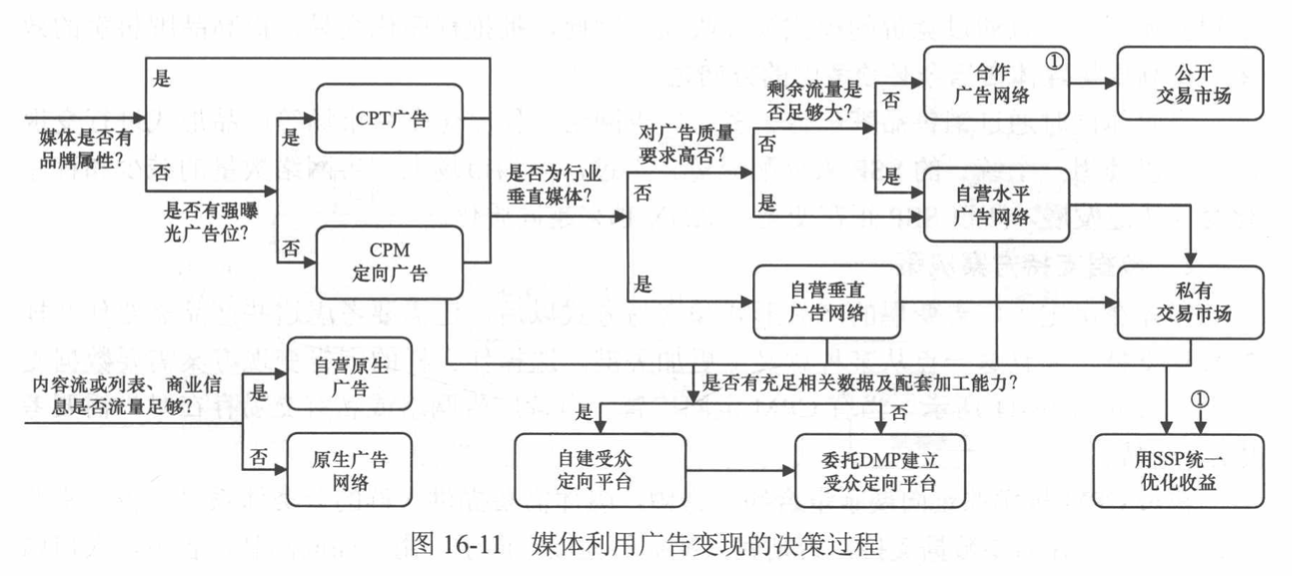 是
CPT广告
是
媒体是否有
品牌属性?
否
是否有强曝
光广告位?
否
CPM
定向广告
是否为行业
垂直媒体?
否
是
对广告质量
要求高否?
否
是
剩余流量是
否足够大?
否
是
合作
广告网络
①
公开
交易市场
自营水平
广告网络
自营垂直
广告网络
私有
交易市场
内容流或列表、商业信
息是否流量足够?
是
自营原生
广告
否
原生广告
网络
是否有充足相关数据及配套加工能力?
是
否
自建受众
定向平台
委托DMP建立
受众定向平台
①
用SSP统一
优化收益
图 16-11 媒体利用广告变现的决策过程